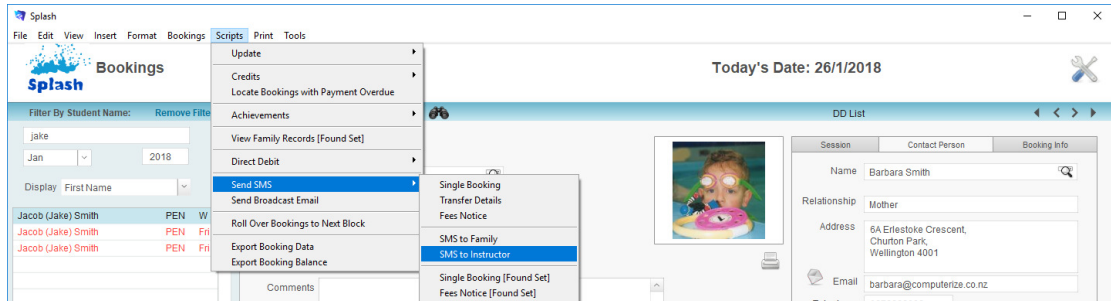 Splash
File Edit View Insert Format Bookings Scripts Print Tools
Splash
Bookings
Today's Date: 26/1/2018
Filter By Student Name: Remove Filte
DD List
jake
Jan 2018
Display First Name
Jacob (Jake) Smith PEN W
Jacob (Jake) Smith PEN Fri
Jacob (Jake) Smith PEN Fri
Update
Credits
Locate Bookings with Payment Overdue
Achievements
View Family Records [Found Set]
Direct Debit
Send SMS
Send Broadcast Email
Roll Over Bookings to Next Block
Export Booking Data
Export Booking Balance
Single Booking
Transfer Details
Fees Notice
SMS to Family
SMS to Instructor
Single Booking [Found Set]
Fees Notice [Found Set]
Comments
Session Contact Person Booking Info
Name Barbara Smith
Relationship Mother
Address 6A Erlestoke Crescent,
Churton Park,
Wellington 4001
Email barbara@computerize.co.nz